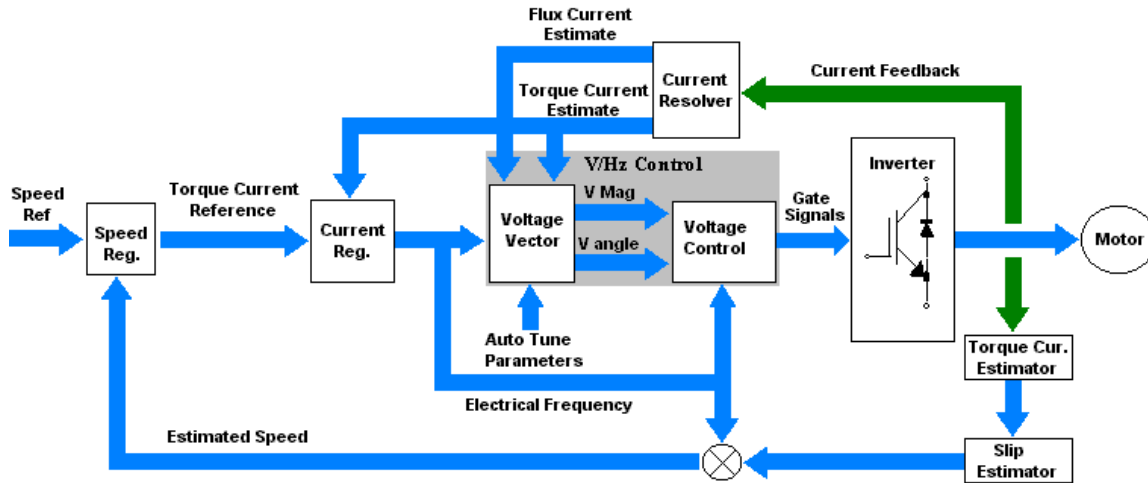 Flux Current
Estimate
Current Feedback
Current
Resolver
Torque Current
Estimate
V/Hz Control
Inverter
Speed
Ref
Torque Current
Reference
V Mag
Gate
Signals
Speed
Reg.
Current
Reg.
Voltage
Vector
V angle
Voltage
Control
Motor
Auto Tune
Parameters
Torque Cur.
Estimator
Electrical Frequency
Estimated Speed
Slip
Estimator